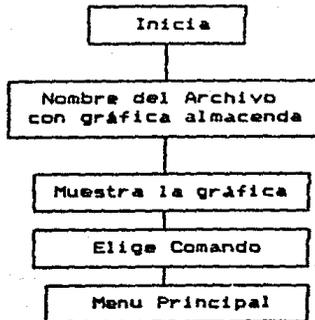 Inicia
Nombre del Archivo
con gráfica almacenda
Muestra la gráfica
Elige Comando
Menu Principal